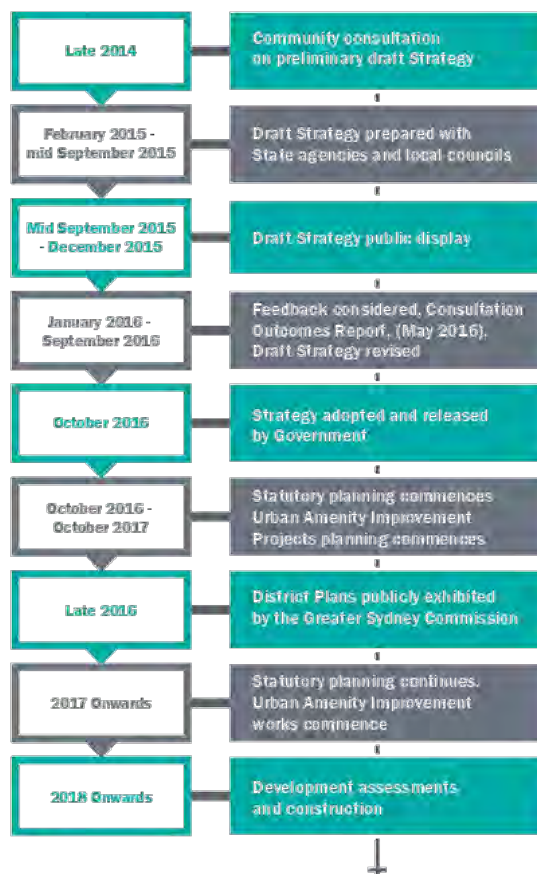 Late 2014
Community consultation
on preliminary draft Strategy
February 2015 -
mid September 2015
Draft Strategy prepared with
State agencies and local councils
Mid September 2015
- December 2015
Draft Strategy public display
January 2016 -
September 2016
Feedback considered, Consultation
Outcomes Report, (May 2016).
Draft Strategy revised
October 2016
Strategy adopted and released
by Government
October 2016 -
October 2017
Statutory planning commences
Urban Amenity Improvement
Projects planning commences
Late 2016
District Plans publicly exhibited
by the Greater Sydney Commission
2017 Onwards
Statutory planning continues.
Urban Amenity Improvement
works commence
2018 Onwards
Development assessments
and construction